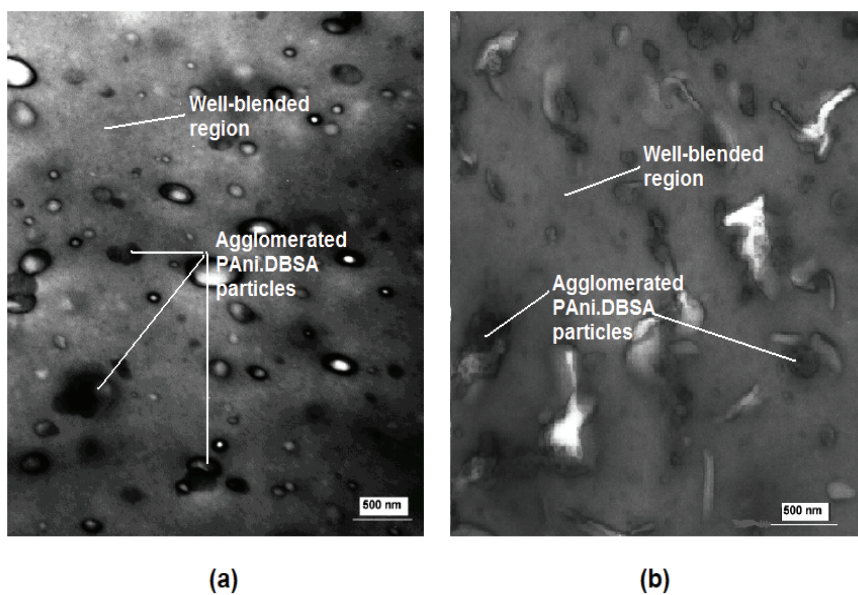 Well-blended
region
Agglomerated
PAni.DBSA
particles
500 nm
(a)
Well-blended
region
Agglomerated
PAni.DBSA
particles
500 nm
(b)